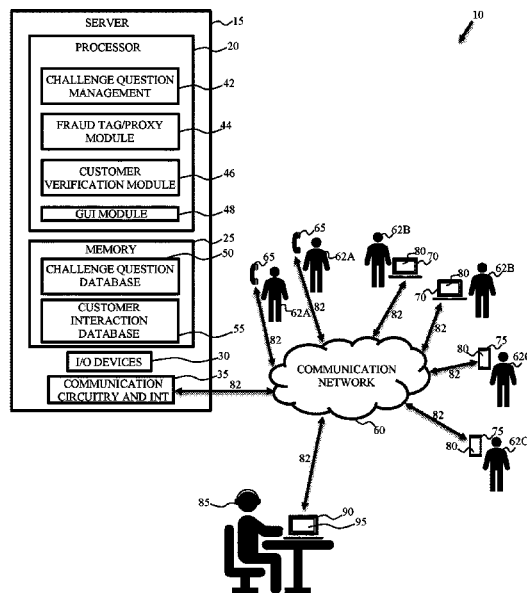 SERVER
15
10
PROCESSOR
20
CHALLENGE QUESTION
MANAGEMENT
42
FRAUD TAG/PROXY
MODULE
44
CUSTOMER
VERIFICATION MODULE
46
GUI MODULE
48
MEMORY
25
50
CHALLENGE QUESTION
DATABASE
CUSTOMER
INTERACTION
DATABASE
55
I/O DEVICES
30
COMMUNICATION
CIRCUITRY AND INT
35
65
62A
65
62A
62B
80
70
80
70
62B
82
82
82
82
75
80
62C
82
75
80
62C
82
82
COMMUNICATION
NETWORK
60
82
85
90
95